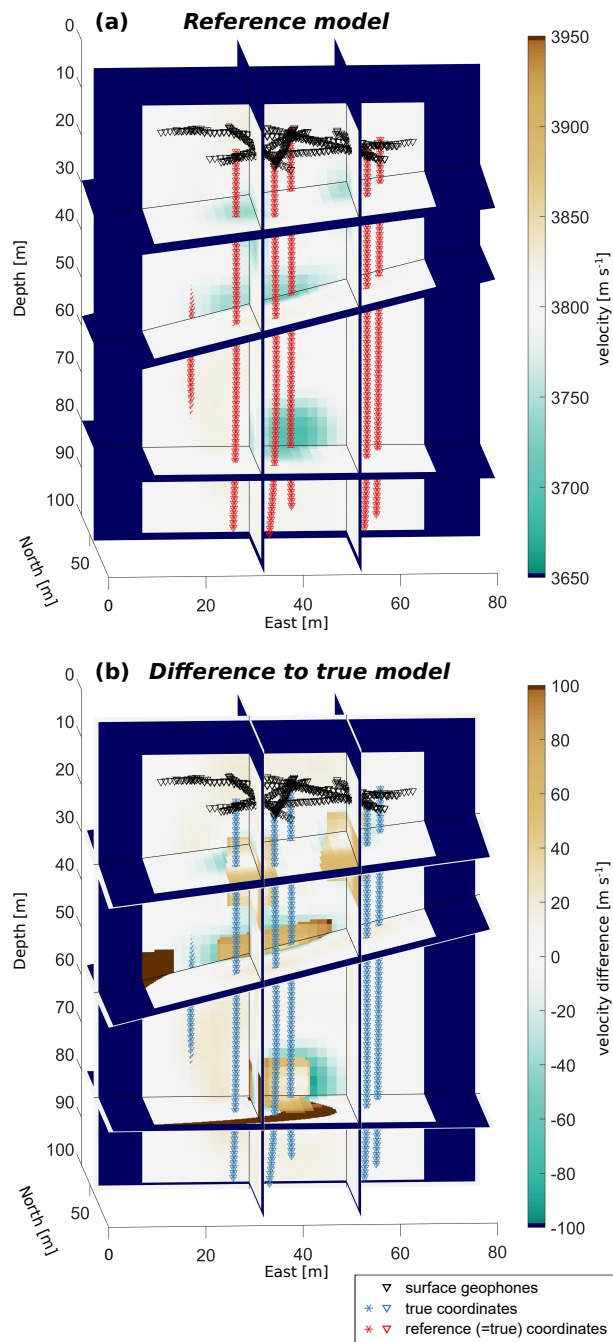 (a) Reference model
0
10
20
30
40
50
60
70
80
90
100
Depth [m]
North [m]
50
0 20 40 60 80
East [m]
3950
3900
3850
3800
3750
3700
3650
velocity [m s⁻¹]
(b) Difference to true model
0
10
20
30
40
50
60
70
80
90
100
Depth [m]
North [m]
50
0 20 40 60 80
East [m]
100
80
60
40
20
0
-20
-40
-60
-80
-100
velocity difference [m s⁻¹]
surface geophones
true coordinates
reference (=true) coordinates